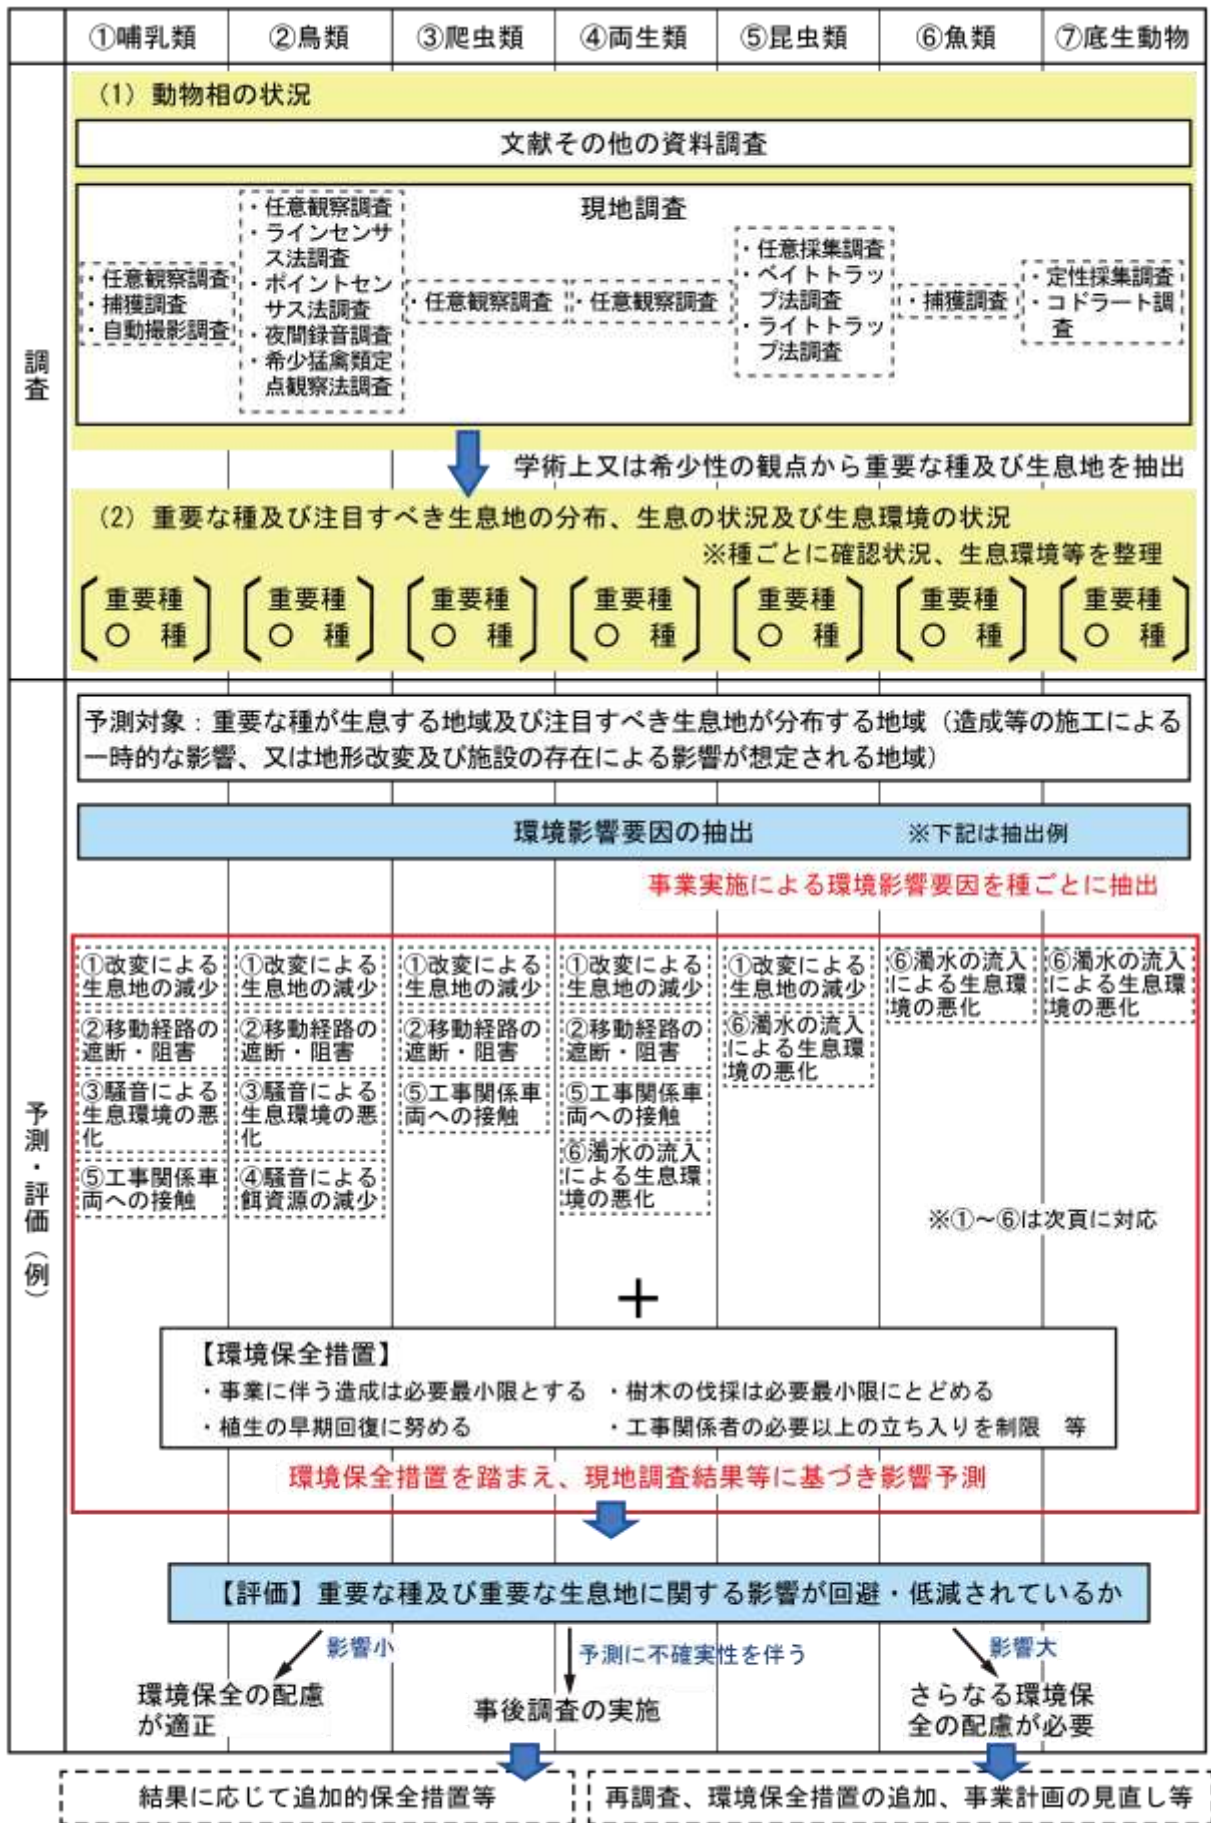 ①哺乳類 ②鳥類 ③爬虫類 ④両生類 ⑤昆虫類 ⑥魚類 ⑦底生動物
調査
(1) 動物相の状況
文献その他の資料調査
現地調査
・任意観察調査
・捕獲調査
・自動撮影調査
・任意観察調査
・ラインセンサ
ス法調査
・ポイントセン
サス法調査
・夜間録音調査
・希少猛禽類定
点観察法調査
・任意観察調査
・任意観察調査
・任意採集調査
・ベイトトラッ
プ法調査
・ライトトラッ
プ法調査
・捕獲調査
・定性採集調査
・コドラート調
査
学術上又は希少性の観点から重要な種及び生息地を抽出
(2) 重要な種及び注目すべき生息地の分布、生息の状況及び生息環境の状況
※種ごとに確認状況、生息環境等を整理
重要種 重要種 重要種 重要種 重要種 重要種 重要種
〇 種 〇 種 〇 種 〇 種 〇 種 〇 種 〇 種
予測・評価(例)
予測対象:重要な種が生息する地域及び注目すべき生息地が分布する地域(造成等の施工による
一時的な影響、又は地形改変及び施設の存在による影響が想定される地域)
環境影響要因の抽出 ※下記は抽出例
事業実施による環境影響要因を種ごとに抽出
①改変による
生息地の減少
②移動経路の
遮断・阻害
③騒音による
生息環境の悪
化
⑤工事関係車
両への接触
①改変による
生息地の減少
②移動経路の
遮断・阻害
③騒音による
生息環境の悪
化
④騒音による
餌資源の減少
①改変による
生息地の減少
②移動経路の
遮断・阻害
⑤工事関係車
両への接触
①改変による
生息地の減少
②移動経路の
遮断・阻害
⑤工事関係車
両への接触
⑥濁水の流入
による生息環
境の悪化
①改変による
生息地の減少
⑥濁水の流入
による生息環
境の悪化
⑥濁水の流入
による生息環
境の悪化
⑥濁水の流入
による生息環
境の悪化
※①～⑥は次頁に対応
+
【環境保全措置】
・事業に伴う造成は必要最小限とする ・樹木の伐採は必要最小限にとどめる
・植生の早期回復に努める ・工事関係者の必要以上の立ち入りを制限 等
環境保全措置を踏まえ、現地調査結果等に基づき影響予測
【評価】重要な種及び重要な生息地に関する影響が回避・低減されているか
影響小 予測に不確実性を伴う 影響大
環境保全の配慮
が適正
事後調査の実施
さらなる環境保
全の配慮が必要
結果に応じて追加的保全措置等
再調査、環境保全措置の追加、事業計画の見直し等